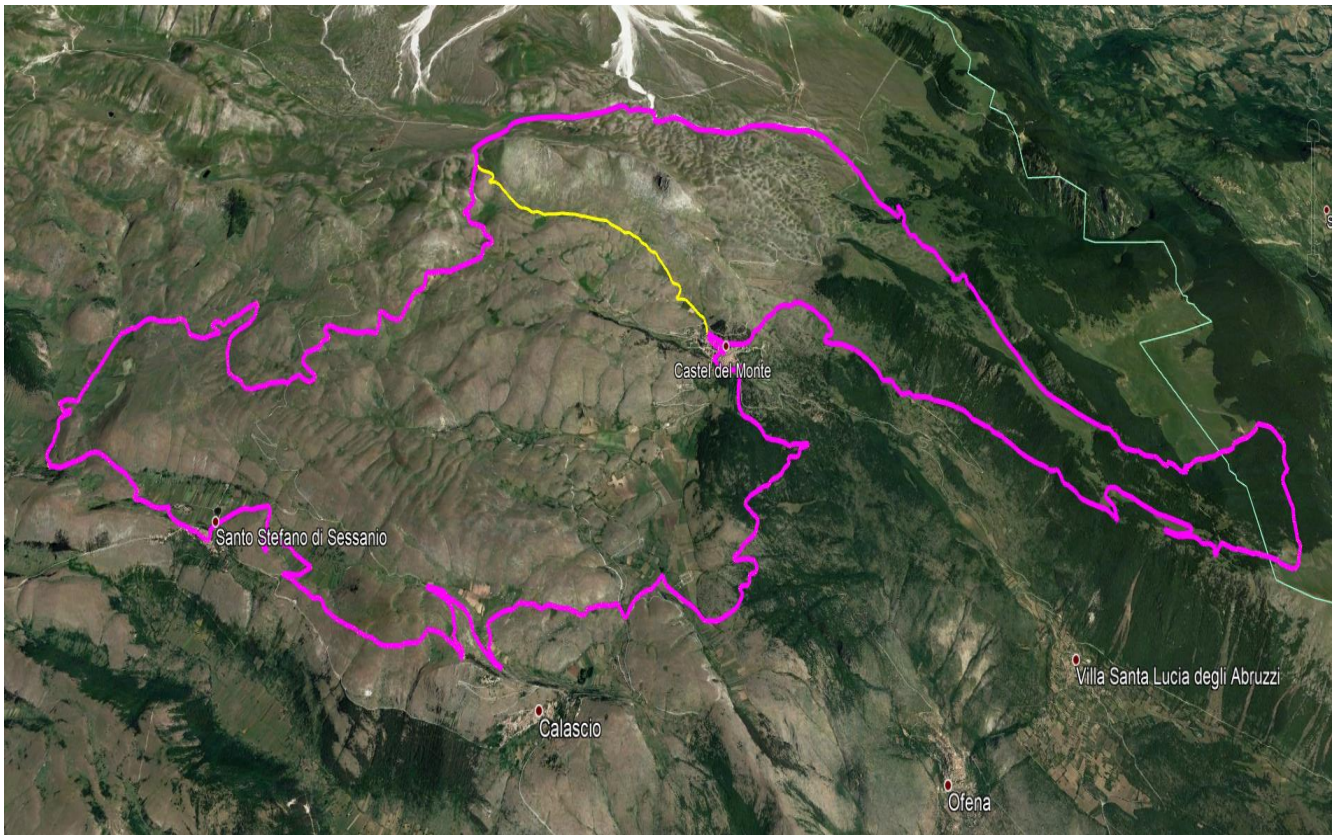 Castel del Monte
Santo Stefano di Sessanio
Villa Santa Lucia degli Abruzzi
Calascio
Ofena